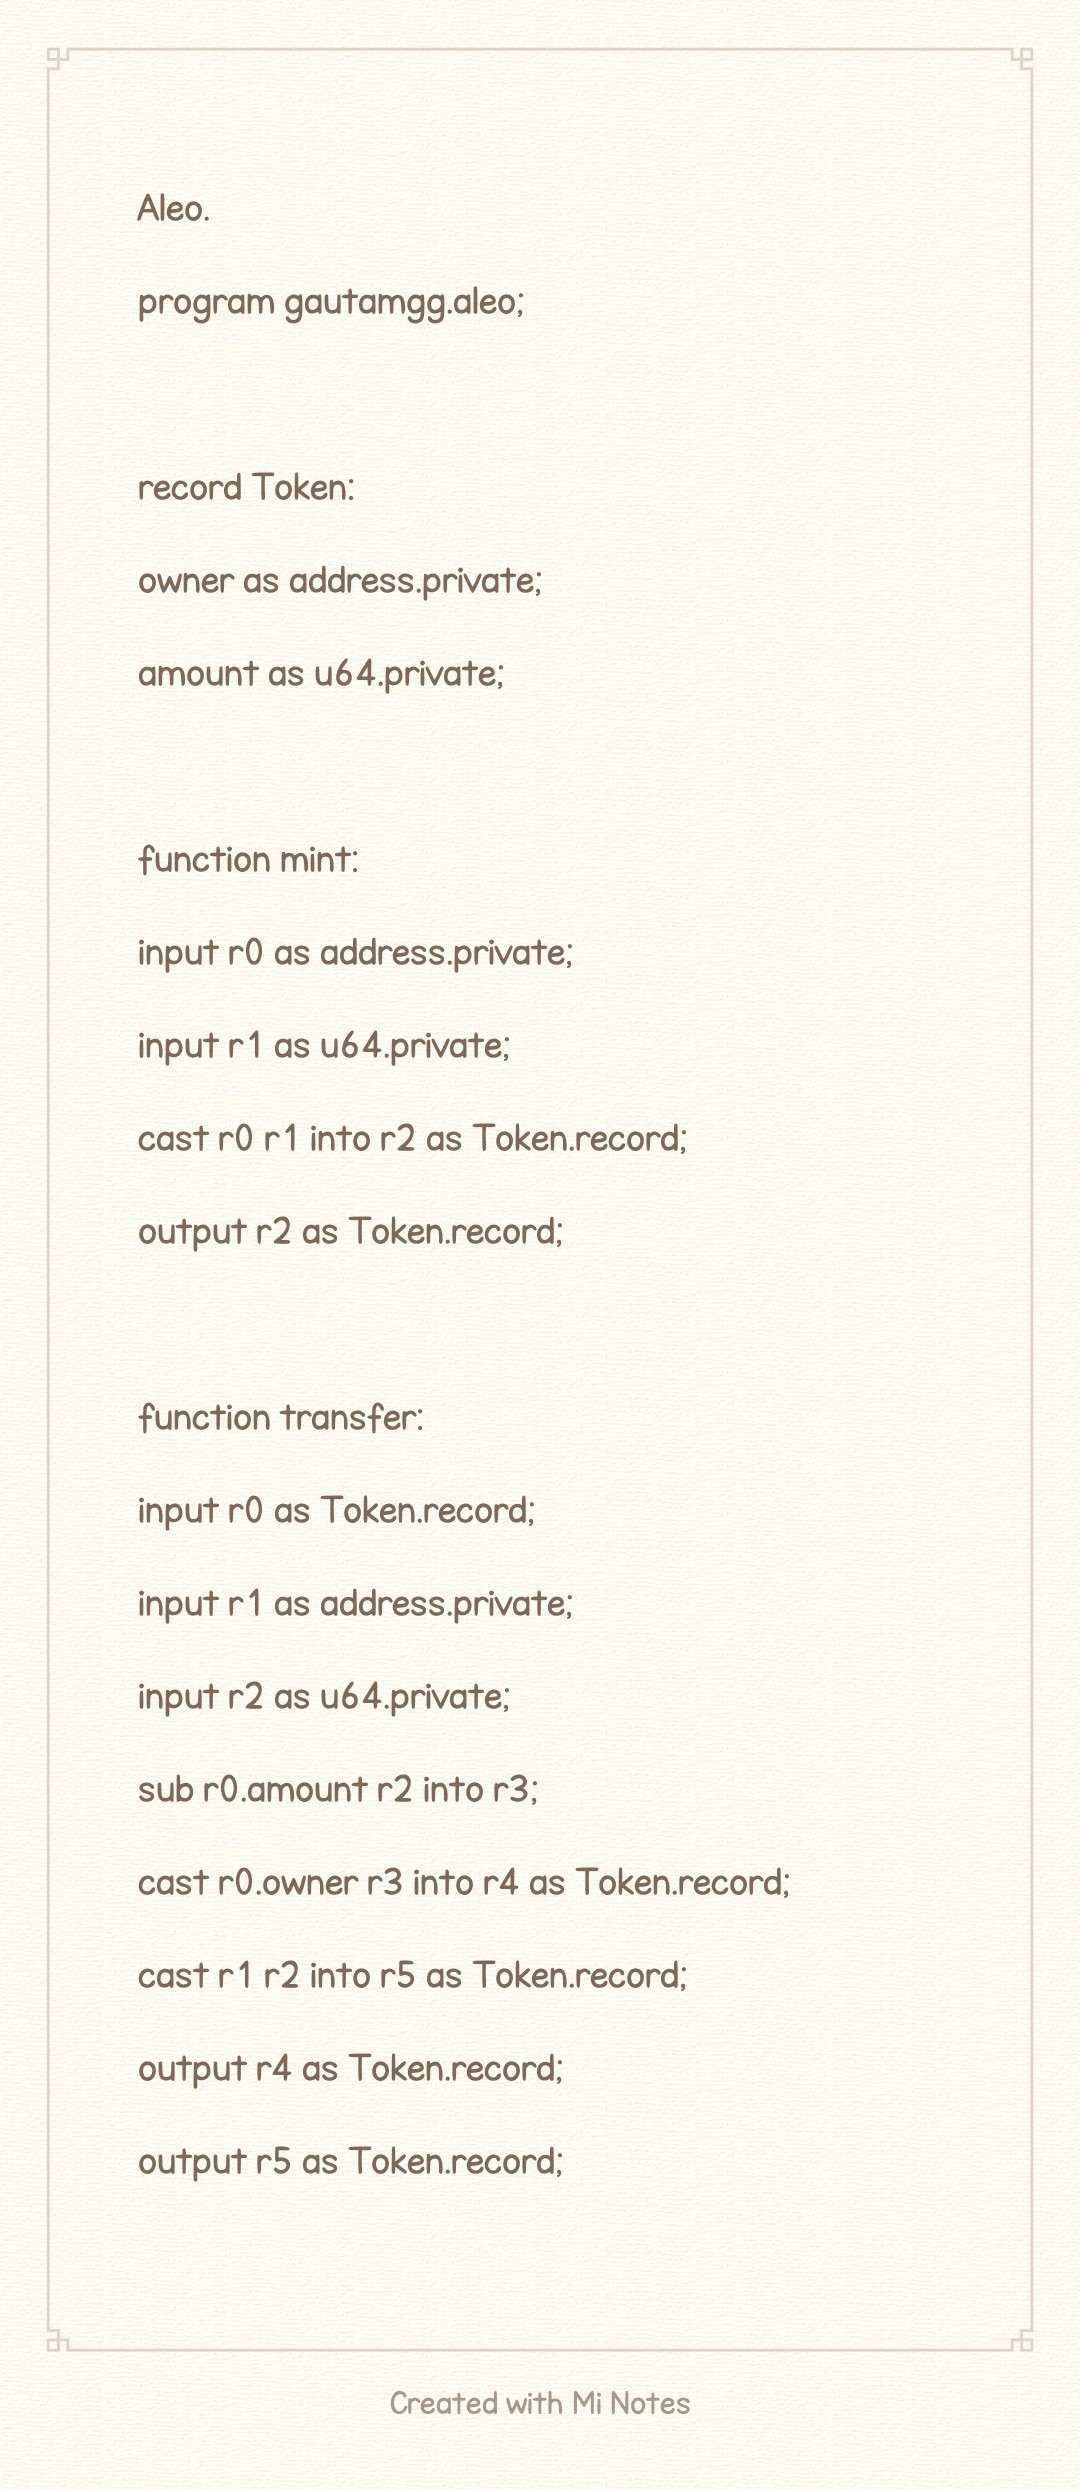 Aleo.
program gautamgg.aleo;
record Token:
owner as address.private;
amount as u64.private;
function mint:
input r0 as address.private;
input r1 as u64.private;
cast r0 r1 into r2 as Token.record;
output r2 as Token.record;
function transfer:
input r0 as Token.record;
input r1 as address.private;
input r2 as u64.private;
sub r0.amount r2 into r3;
cast r0.owner r3 into r4 as Token.record;
cast r1 r2 into r5 as Token.record;
output r4 as Token.record;
output r5 as Token.record;
Created with Mi Notes